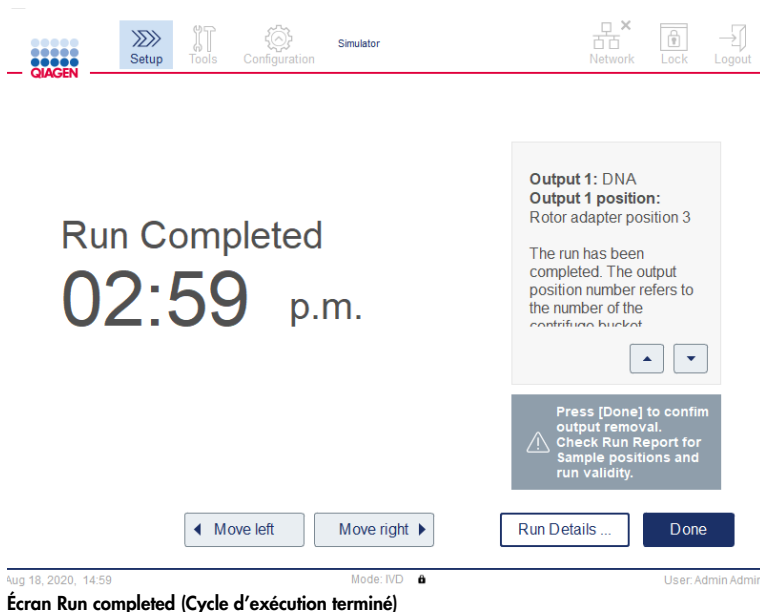 Setup
Tools
Configuration
Simulator
Network
Lock
Logout
QIAGEN
Run Completed
02:59 p.m.
Output 1: DNA
Output 1 position:
Rotor adapter position 3
The run has been
completed. The output
position number refers to
the number of the
centrifuge bucket
Press [Done] to confim
output removal.
Check Run Report for
Sample positions and
run validity.
Move left
Move right
Run Details ...
Done
Aug 18, 2020, 14:59
Mode: IVD
User: Admin Admin
Écran Run completed (Cycle d’exécution terminé)